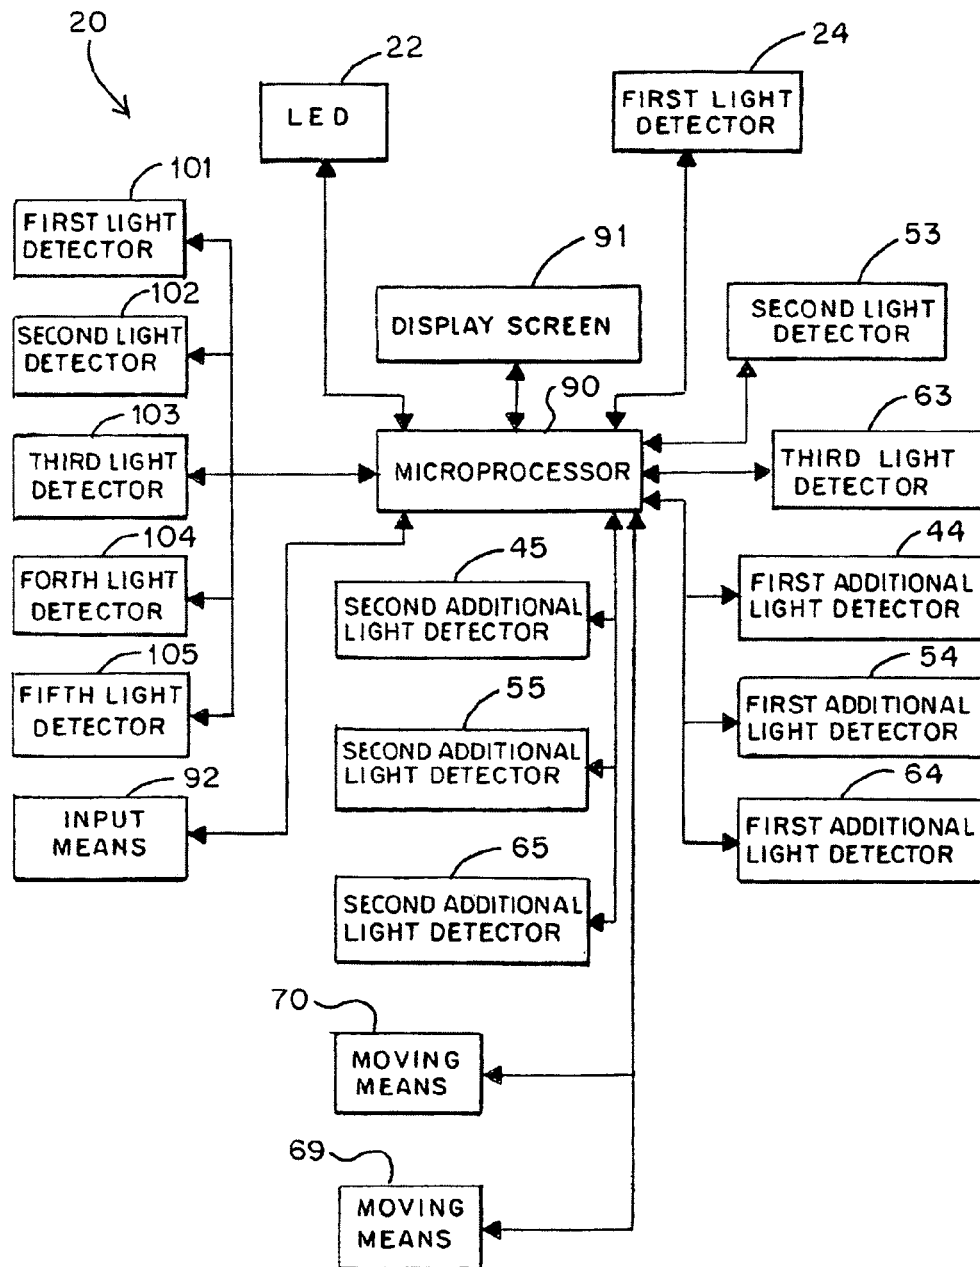 20
22
24
LED
FIRST LIGHT
DETECTOR
101
FIRST LIGHT
DETECTOR
91
53
DISPLAY SCREEN
SECOND LIGHT
DETECTOR
102
SECOND LIGHT
DETECTOR
90
MICROPROCESSOR
103
THIRD LIGHT
DETECTOR
63
THIRD LIGHT
DETECTOR
104
FORTH LIGHT
DETECTOR
45
SECOND ADDITIONAL
LIGHT DETECTOR
44
FIRST ADDITIONAL
LIGHT DETECTOR
105
FIFTH LIGHT
DETECTOR
55
SECOND ADDITIONAL
LIGHT DETECTOR
54
FIRST ADDITIONAL
LIGHT DETECTOR
92
INPUT
MEANS
65
SECOND ADDITIONAL
LIGHT DETECTOR
64
FIRST ADDITIONAL
LIGHT DETECTOR
70
MOVING
MEANS
69
MOVING
MEANS